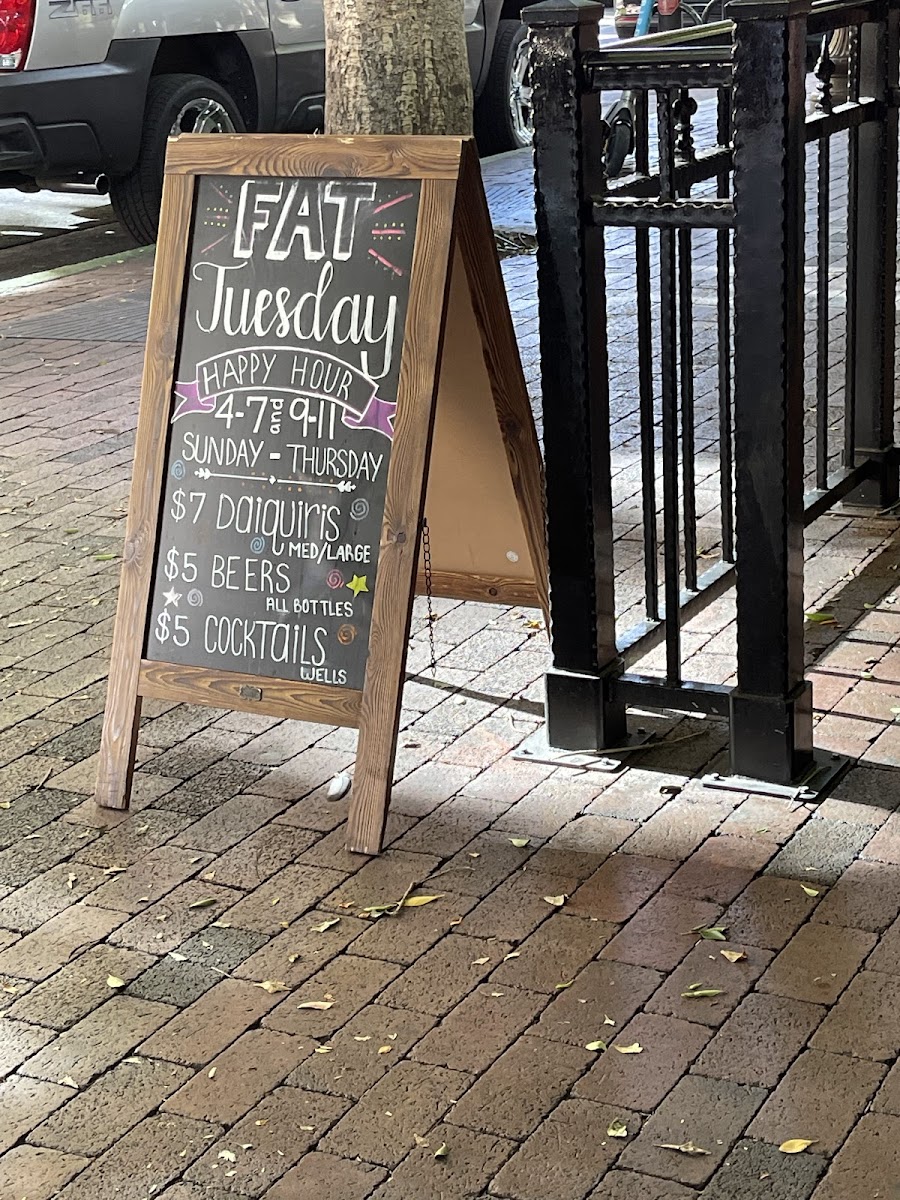 FAT
Tuesday
HAPPY HOUR
4-7 and 9-11
SUNDAY - THURSDAY
$7 Daiquiris
MED/LARGE
$5 BEERS
ALL BOTTLES
$5 COCKTAILS
WELLS